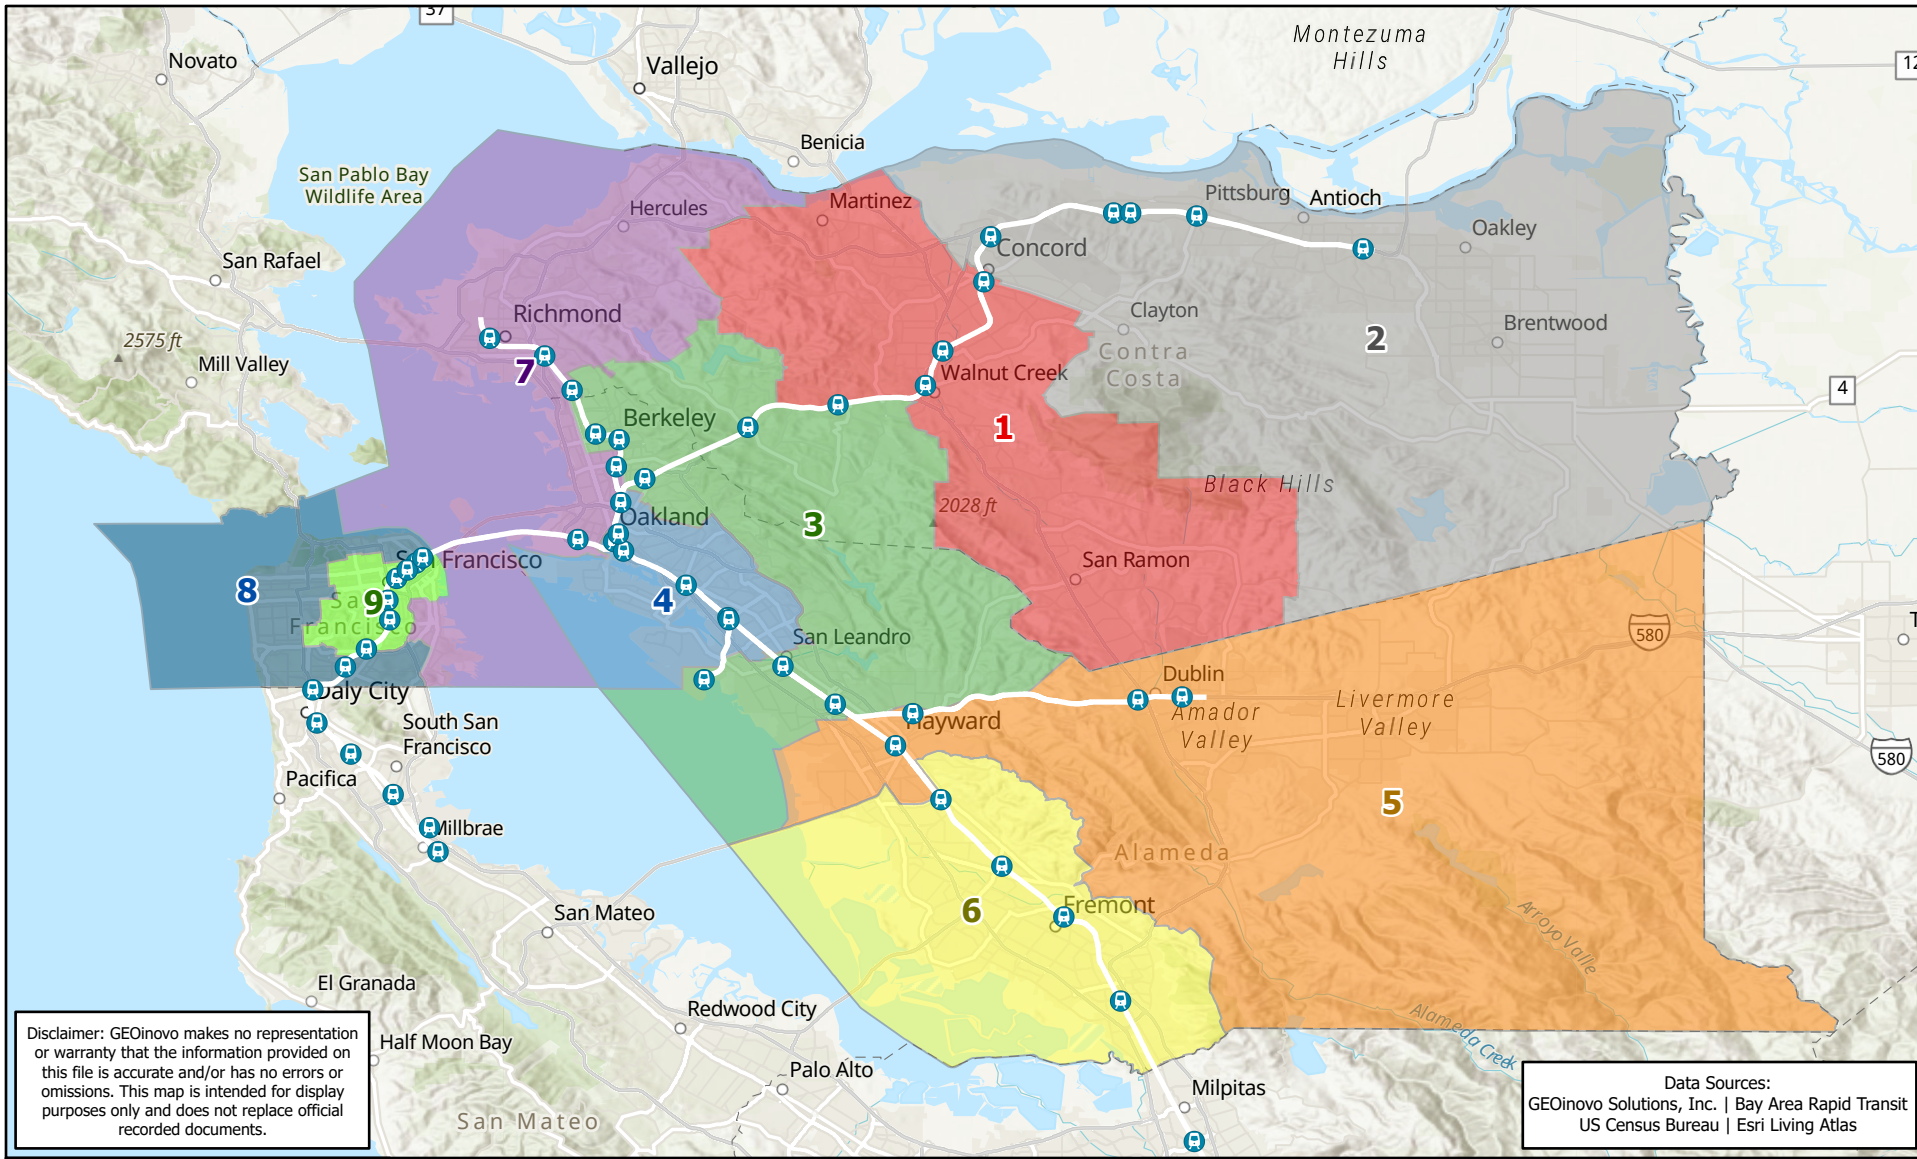 37
Novato
Vallejo
Montezuma
Hills
12
Benicia
San Pablo Bay
Wildlife Area
Hercules
Martinez
Pittsburg
Antioch
Oakley
San Rafael
Concord
Richmond
Clayton
Brentwood
2575 ft
Mill Valley
7
Contra
Costa
2
Walnut Creek
4
Berkeley
1
Black Hills
2028 ft
Oakland
3
San Francisco
San Ramon
8
9
San
Francisco
4
580
San Leandro
Daly City
Dublin
Livermore
Valley
Amador
Valley
South San
Francisco
Hayward
580
Pacifica
5
Millbrae
Alameda
San Mateo
6
Fremont
Arroyo Valle
El Granada
Redwood City
Alameda Creek
Half Moon Bay
Palo Alto
Milpitas
San Mateo
Disclaimer: GEOinovo makes no representation
or warranty that the information provided on
this file is accurate and/or has no errors or
omissions. This map is intended for display
purposes only and does not replace official
recorded documents.
Data Sources:
GEOinovo Solutions, Inc. | Bay Area Rapid Transit
US Census Bureau | Esri Living Atlas